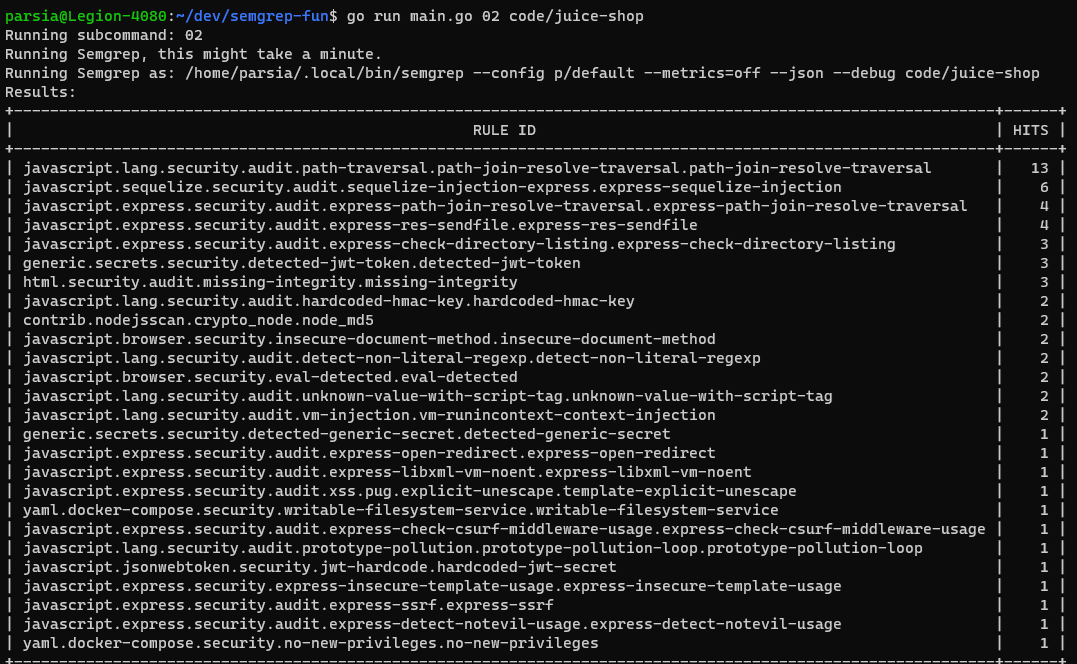 parsia@Legion-4080:~/dev/semgrep-fun$ go run main.go 02 code/juice-shop
Running subcommand: 02
Running Semgrep, this might take a minute.
Running Semgrep as: /home/parsia/.local/bin/semgrep --config p/default --metrics=off --json --debug code/juice-shop
Results:
RULE ID | HITS
javascript.lang.security.audit.path-traversal.path-join-resolve-traversal.path-join-resolve-traversal | 13
javascript.sequelize.security.audit.sequelize-injection-express.express-sequelize-injection | 6
javascript.express.security.audit.express-path-join-resolve-traversal.express-path-join-resolve-traversal | 4
javascript.express.security.audit.express-res-sendfile.express-res-sendfile | 4
javascript.express.security.audit.express-check-directory-listing.express-check-directory-listing | 3
generic.secrets.security.detected-jwt-token.detected-jwt-token | 3
html.security.audit.missing-integrity.missing-integrity | 3
javascript.lang.security.audit.hardcoded-hmac-key.hardcoded-hmac-key | 2
contrib.nodejsscan.crypto_node.node_md5 | 2
javascript.browser.security.insecure-document-method.insecure-document-method | 2
javascript.lang.security.audit.detect-non-literal-regexp.detect-non-literal-regexp | 2
javascript.browser.security.eval-detected.eval-detected | 2
javascript.lang.security.audit.unknown-value-with-script-tag.unknown-value-with-script-tag | 2
javascript.lang.security.audit.vm-injection.vm-runincontext-context-injection | 2
generic.secrets.security.detected-generic-secret.detected-generic-secret | 1
javascript.express.security.audit.express-open-redirect.express-open-redirect | 1
javascript.express.security.audit.express-libxml-vm-noent.express-libxml-vm-noent | 1
javascript.express.security.audit.xss.pug.explicit-unescape.template-explicit-unescape | 1
yaml.docker-compose.security.writable-filesystem-service.writable-filesystem-service | 1
javascript.express.security.audit.express-check-csurf-middleware-usage.express-check-csurf-middleware-usage | 1
javascript.lang.security.audit.prototype-pollution.prototype-pollution-loop.prototype-pollution-loop | 1
javascript.jsonwebtoken.security.jwt-hardcode.hardcoded-jwt-secret | 1
javascript.express.security.express-insecure-template-usage.express-insecure-template-usage | 1
javascript.express.security.audit.express-ssrf.express-ssrf | 1
javascript.express.security.audit.express-detect-notevil-usage.express-detect-notevil-usage | 1
yaml.docker-compose.security.no-new-privileges.no-new-privileges | 1